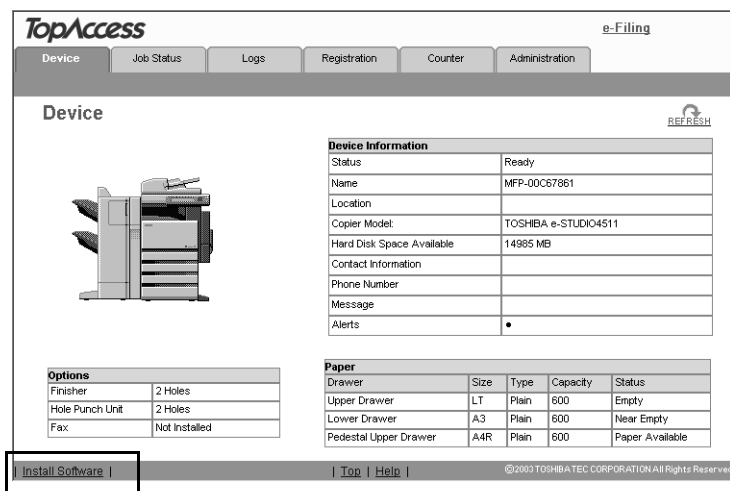 TopAccess
e-Filing
Device Job Status Logs Registration Counter Administration
Device
REFRESH
Device Information
Status Ready
Name MFP-00C67861
Location
Copier Model: TOSHIBA e-STUDIO4511
Hard Disk Space Available 14985 MB
Contact Information
Phone Number
Message
Alerts •
Options
Finisher 2 Holes
Hole Punch Unit 2 Holes
Fax Not Installed
Paper
Drawer Size Type Capacity Status
Upper Drawer LT Plain 600 Empty
Lower Drawer A3 Plain 600 Near Empty
Pedestal Upper Drawer A4R Plain 600 Paper Available
| Install Software |
| Top | Help |
©2003 TOSHIBA TEC CORPORATION All Rights Reserve